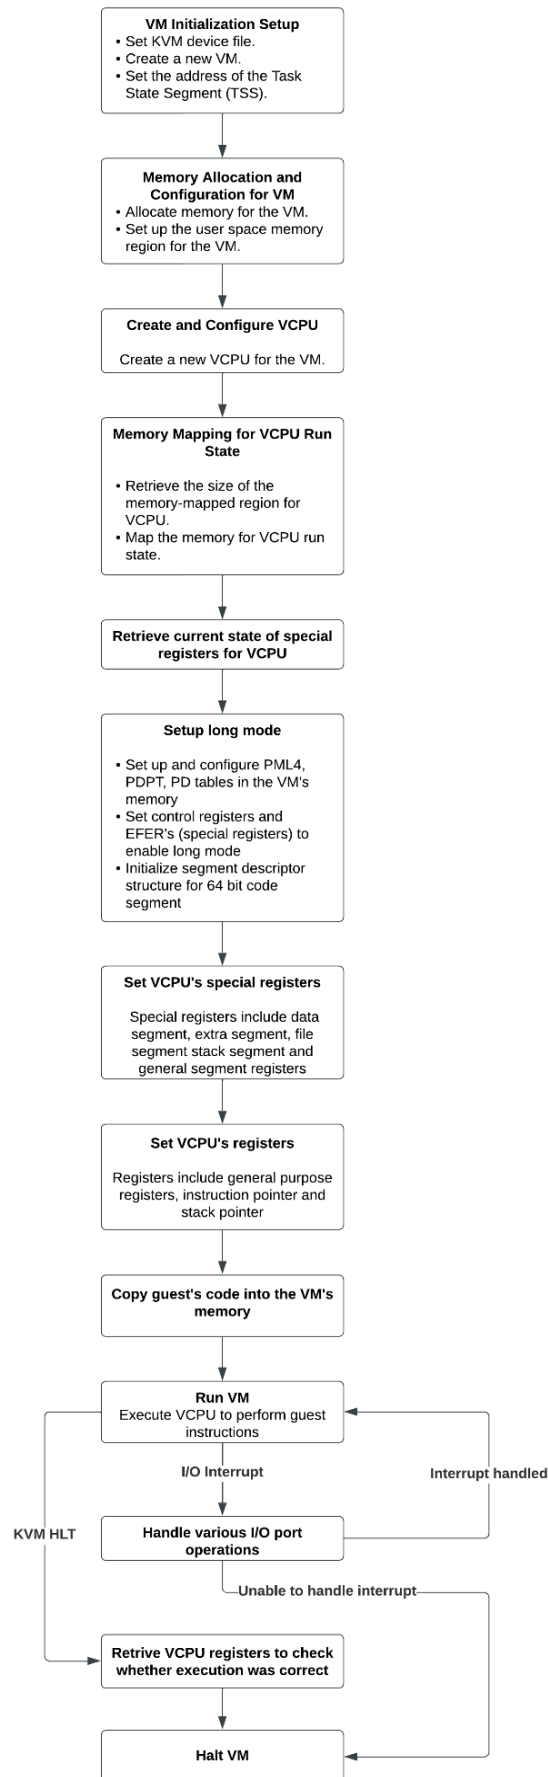 VM Initialization Setup
• Set KVM device file.
• Create a new VM.
• Set the address of the Task
State Segment (TSS).
Memory Allocation and
Configuration for VM
• Allocate memory for the VM.
• Set up the user space memory
region for the VM.
Create and Configure VCPU
Create a new VCPU for the VM.
Memory Mapping for VCPU Run
State
• Retrieve the size of the
memory-mapped region for
VCPU.
• Map the memory for VCPU run
state.
Retrieve current state of special
registers for VCPU
Setup long mode
• Set up and configure PML4,
PDPT, PD tables in the VM's
memory
• Set control registers and
EFER's (special registers) to
enable long mode
• Initialize segment descriptor
structure for 64 bit code
segment
Set VCPU's special registers
Special registers include data
segment, extra segment, file
segment stack segment and
general segment registers
Set VCPU's registers
Registers include general purpose
registers, instruction pointer and
stack pointer
Copy guest's code into the VM's
memory
Run VM
Execute VCPU to perform guest
instructions
I/O Interrupt
Interrupt handled
KVM HLT
Handle various I/O port
operations
Unable to handle interrupt
Retrive VCPU registers to check
whether execution was correct
Halt VM